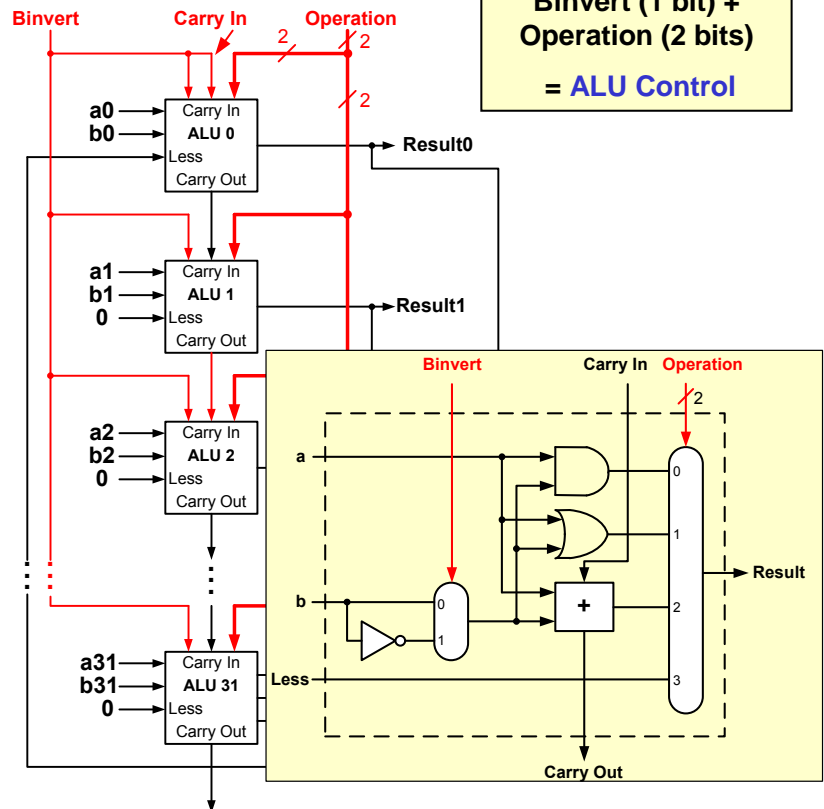 Binvert
Carry In
Operation
2
2
2
Binvert (1 bit) +
Operation (2 bits)
= ALU Control
a0
b0
Carry In
ALU 0
Less
Carry Out
Result0
a1
b1
0
Carry In
ALU 1
Less
Carry Out
Result1
a2
b2
0
Carry In
ALU 2
Less
Carry Out
a31
b31
0
Carry In
ALU 31
Less
Carry Out
Binvert
Carry In
Operation
2
a
b
Less
0
1
+
0
1
2
3
Result
Carry Out